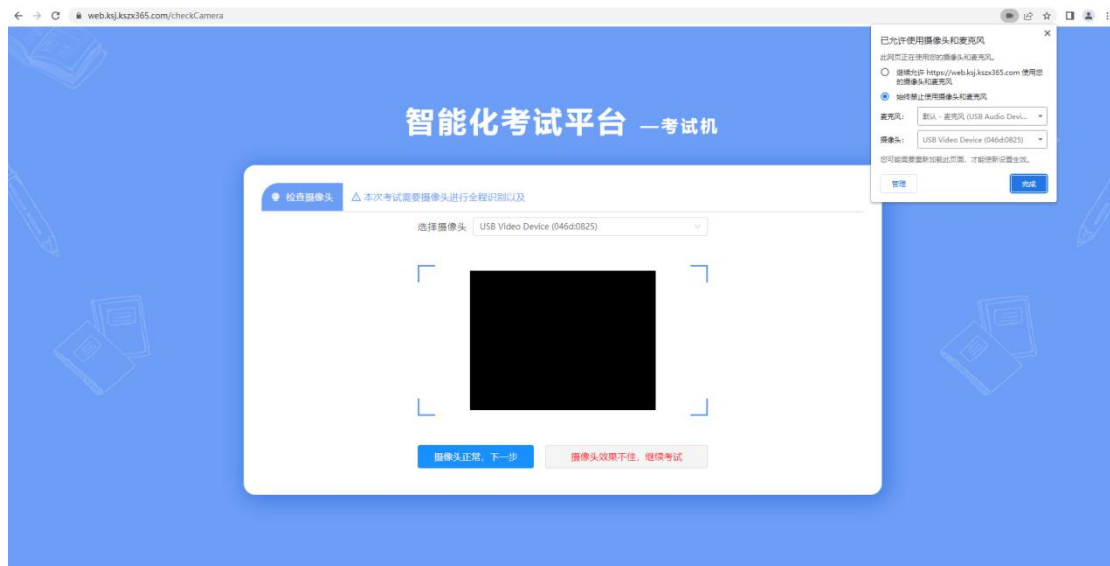 web.ksj.kszx365.com/checkCamera
已允许使用摄像头和麦克风
此网页正在使用您的摄像头和麦克风。
继续允许 https://web.ksj.kszx365.com 使用您
的摄像头和麦克风
始终禁止使用摄像头和麦克风
麦克风: 默认 - 麦克风 (USB Audio Devi...
摄像头: USB Video Device (046d:0825)
您可能需要重新加载此页面，才能使新设置生效。
管理 完成
智能化考试平台 —考试机
检查摄像头 本次考试需要摄像头进行全程识别以及
选择摄像头 USB Video Device (046d:0825)
摄像头正常，下一步 摄像头效果不佳，继续考试